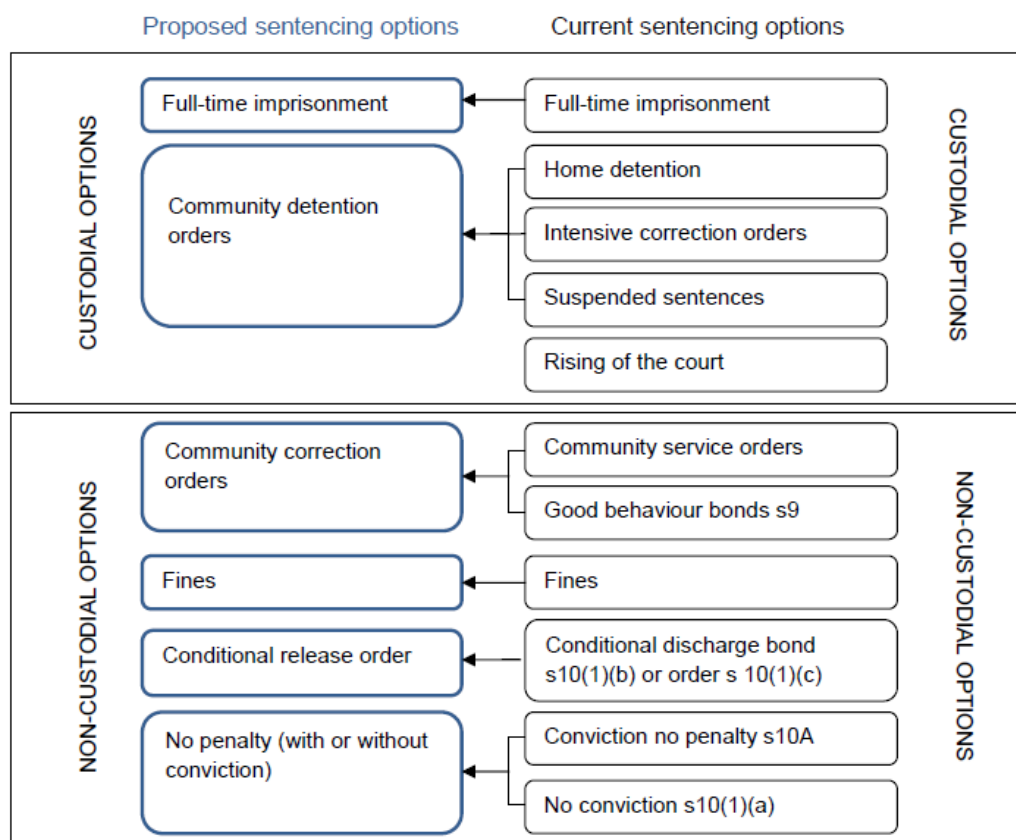 Proposed sentencing options
Current sentencing options
CUSTODIAL OPTIONS
Full-time imprisonment
Full-time imprisonment
Community detention
orders
Home detention
Intensive correction orders
Suspended sentences
Rising of the court
CUSTODIAL OPTIONS
NON-CUSTODIAL OPTIONS
Community correction
orders
Community service orders
Good behaviour bonds s9
Fines
Fines
Conditional release order
Conditional discharge bond
s10(1)(b) or order s 10(1)(c)
No penalty (with or without
conviction)
Conviction no penalty s10A
No conviction s10(1)(a)
NON-CUSTODIAL OPTIONS